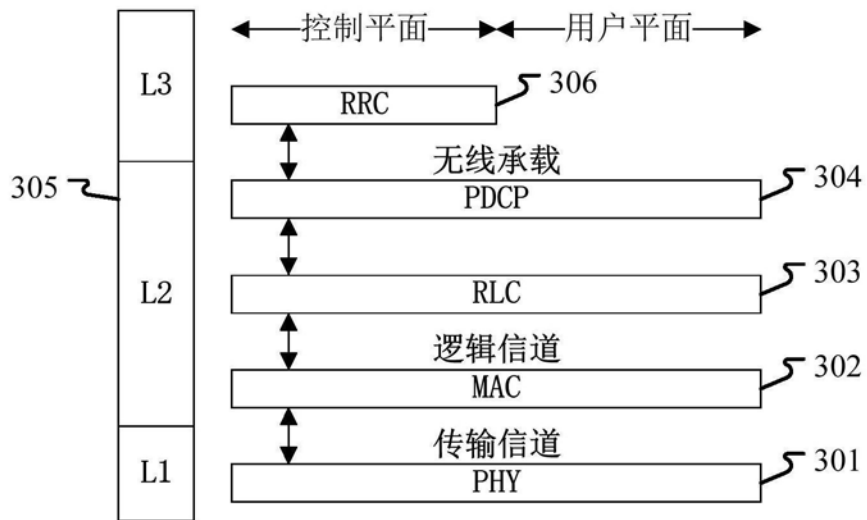 控制平面 用户平面
L3
RRC
306
无线承载
305
PDCP
304
L2
RLC
303
逻辑信道
MAC
302
传输信道
L1
PHY
301